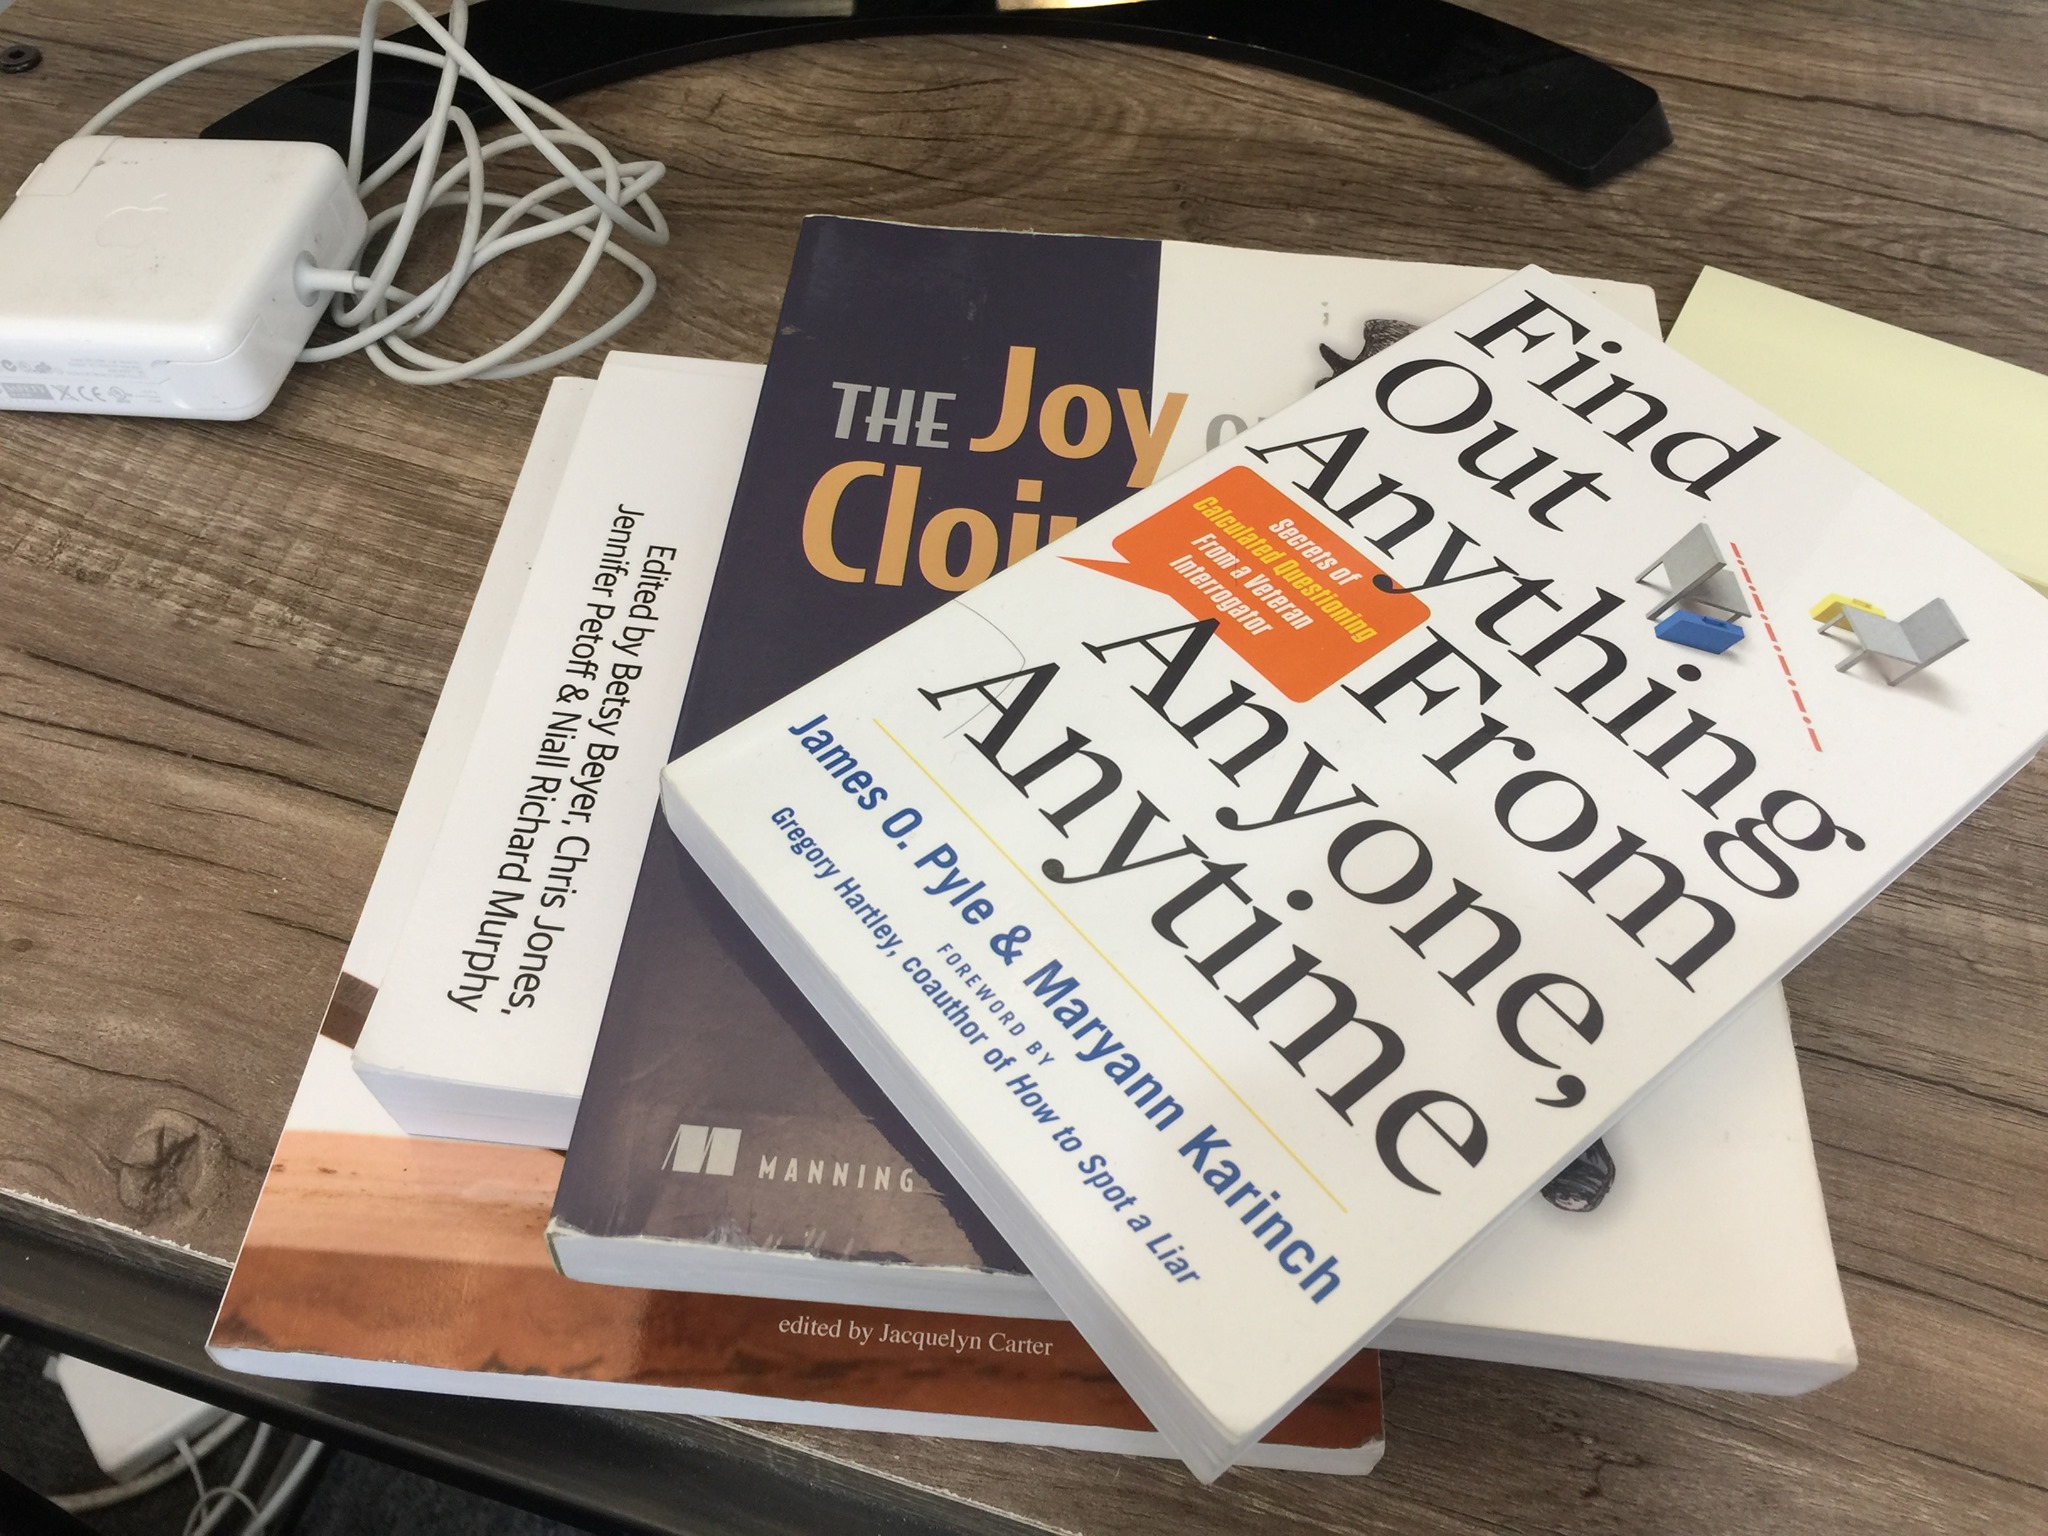 THE Joy
Edited by Betsy Beyer, Chris Jones,
Jennifer Petoff & Niall Richard Murphy
MANNING
edited by Jacquelyn Carter
Find
Out
Anything
From
Anyone,
Anytime
Secrets of
Calculated Questioning
From a Veteran
Interrogator
James O. Pyle & Maryann Karinch
FOREWORD BY
Gregory Hartley, coauthor of How to Spot a Liar